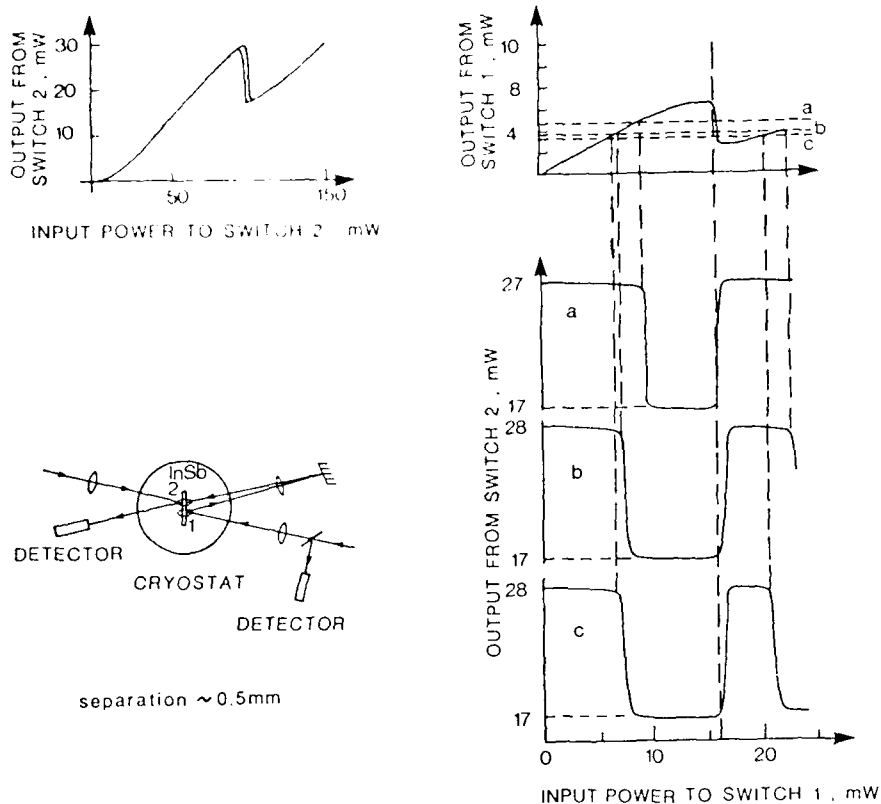 OUTPUT FROM
SWITCH 2, mW
30
20
10
50
150
INPUT POWER TO SWITCH 2, mW
OUTPUT FROM
SWITCH 1, mW
10
8
4
a
b
c
InSb
2
1
DETECTOR
CRYOSTAT
DETECTOR
separation ~0.5mm
OUTPUT FROM SWITCH 2, mW
27
a
17
28
b
17
28
c
17
0
10
20
INPUT POWER TO SWITCH 1, mW